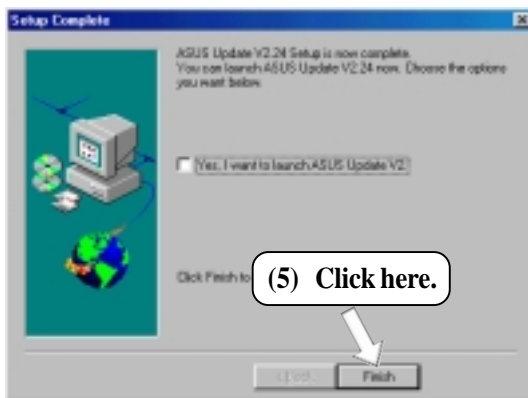 Setup Complete
ASUS Update V2.24 Setup is now complete.
You can launch ASUS Update V2.24 now. Choose the options
you want below.
Yes, I want to launch ASUS Update V2.
Click Finish to
(5) Click here.
< Back
Finish